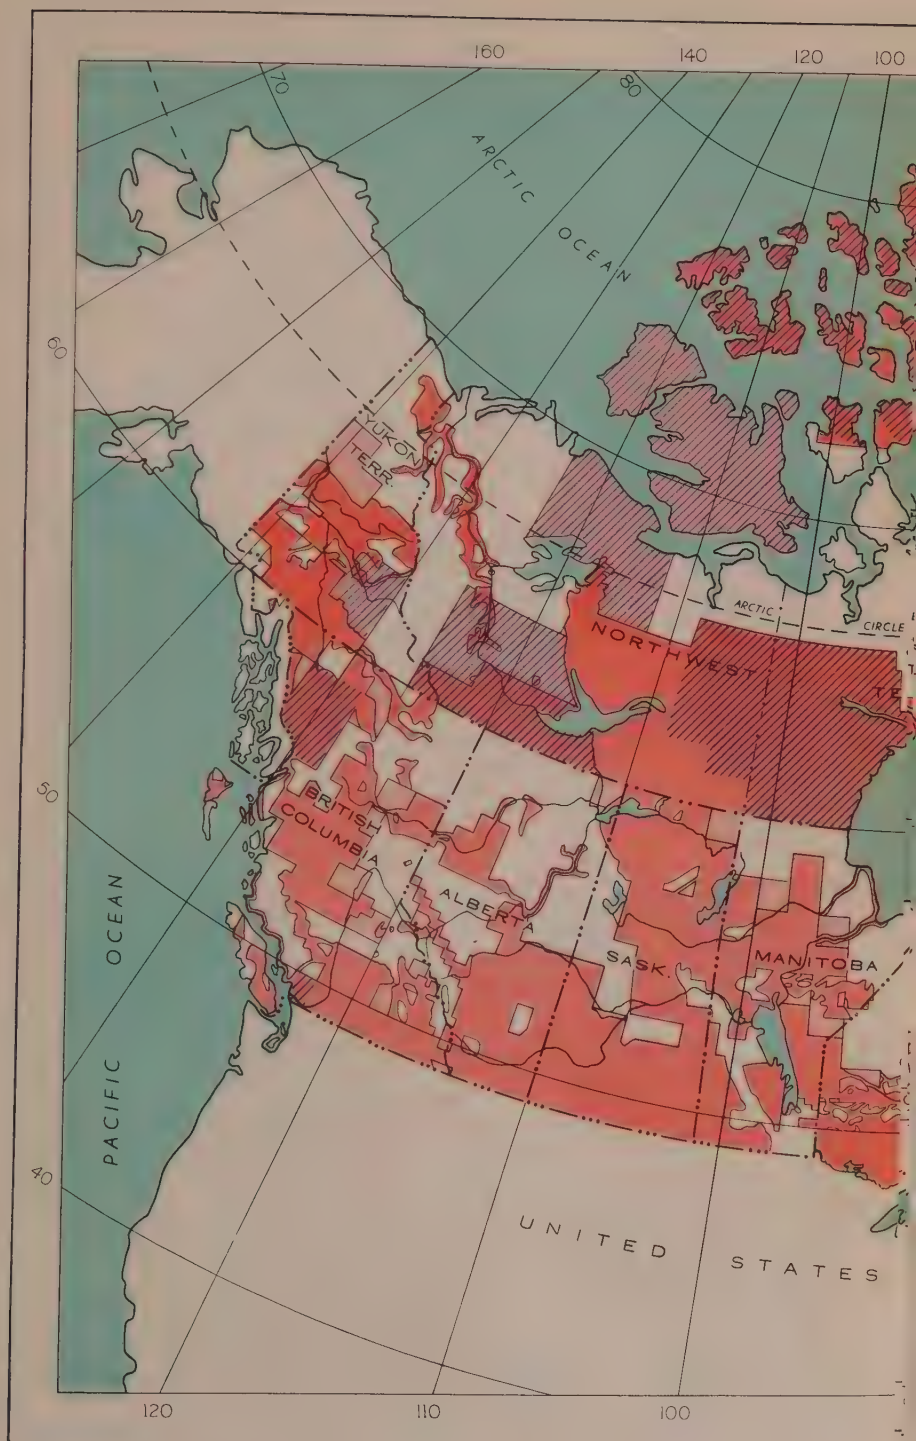 160
140
120
100
70
80
ARCTIC
OCEAN
60
YUKON
TERR.
ARCTIC
CIRCLE
NORTHWEST
TE
50
BRITISH
COLUMBIA
ALBERTA
SASK.
MANITOBA
PACIFIC OCEAN
40
UNITED STATES
120
110
100